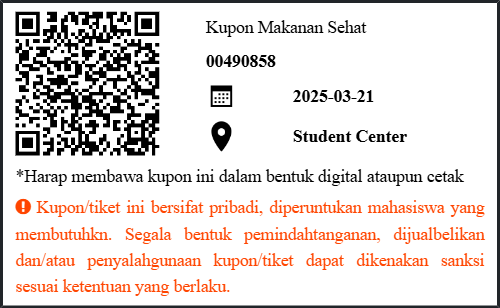 Kupon Makanan Sehat
00490858
2025-03-21
Student Center
*Harap membawa kupon ini dalam bentuk digital ataupun cetak
Kupon/tiket ini bersifat pribadi, diperuntukan mahasiswa yang
membutuhkn. Segala bentuk pemindahtanganan, dijualbelikan
dan/atau penyalahgunaan kupon/tiket dapat dikenakan sanksi
sesuai ketentuan yang berlaku.